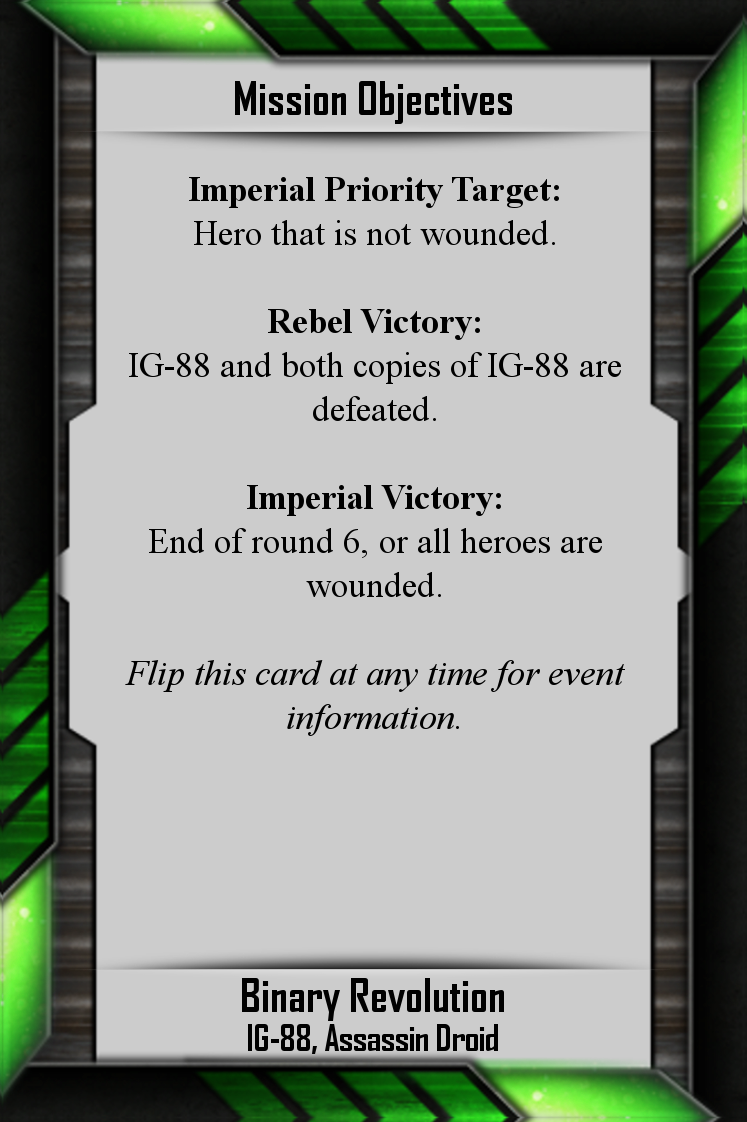 Mission Objectives
Imperial Priority Target:
Hero that is not wounded.
Rebel Victory:
IG-88 and both copies of IG-88 are
defeated.
Imperial Victory:
End of round 6, or all heroes are
wounded.
Flip this card at any time for event
information.
Binary Revolution
IG-88, Assassin Droid